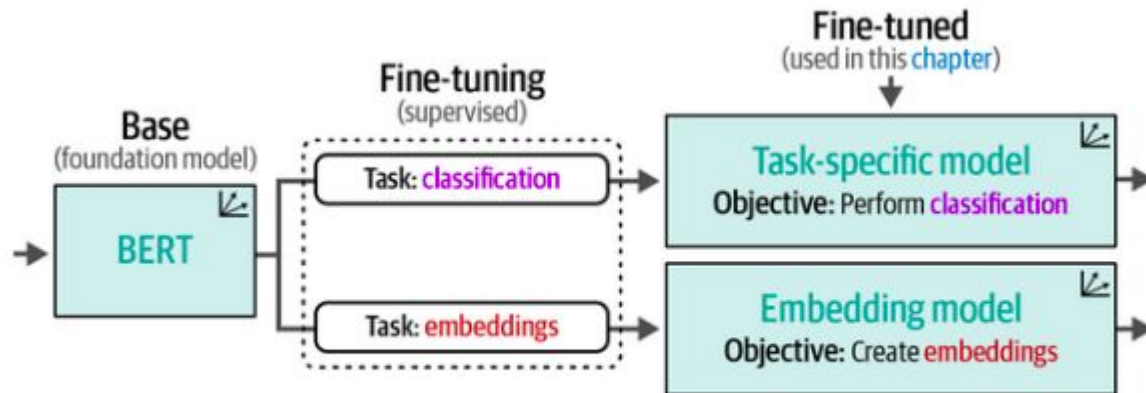 Base
(foundation model)
BERT
Fine-tuning
(supervised)
Task: classification
Task: embeddings
Fine-tuned
(used in this chapter)
Task-specific model
Objective: Perform classification
Embedding model
Objective: Create embeddings